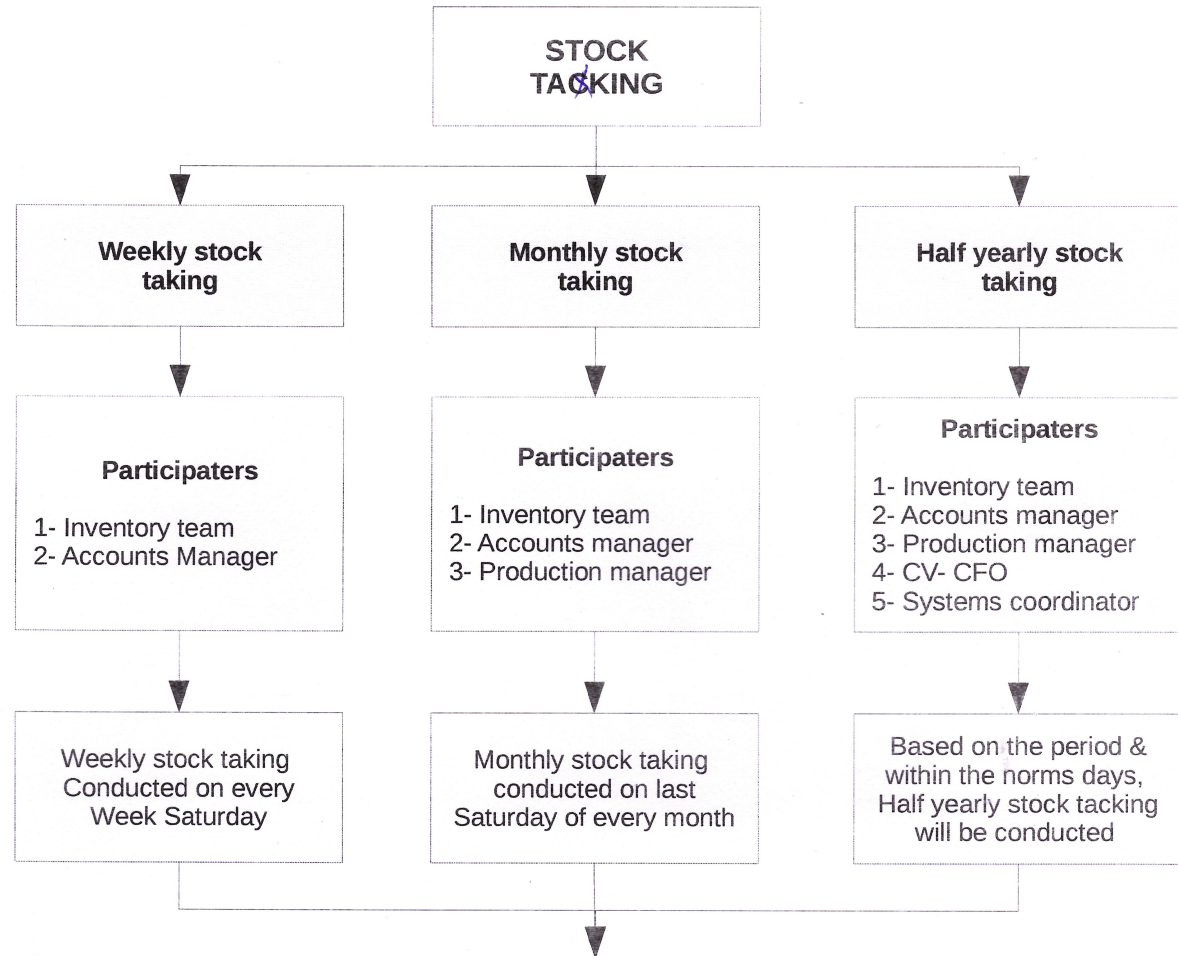 STOCK
TACKING
Weekly stock
taking
Monthly stock
taking
Half yearly stock
taking
Participaters
1- Inventory team
2- Accounts Manager
Participaters
1- Inventory team
2- Accounts manager
3- Production manager
Participaters
1- Inventory team
2- Accounts manager
3- Production manager
4- CV- CFO
5- Systems coordinator
Weekly stock taking
Conducted on every
Week Saturday
Monthly stock taking
conducted on last
Saturday of every month
Based on the period &
within the norms days,
Half yearly stock tacking
will be conducted